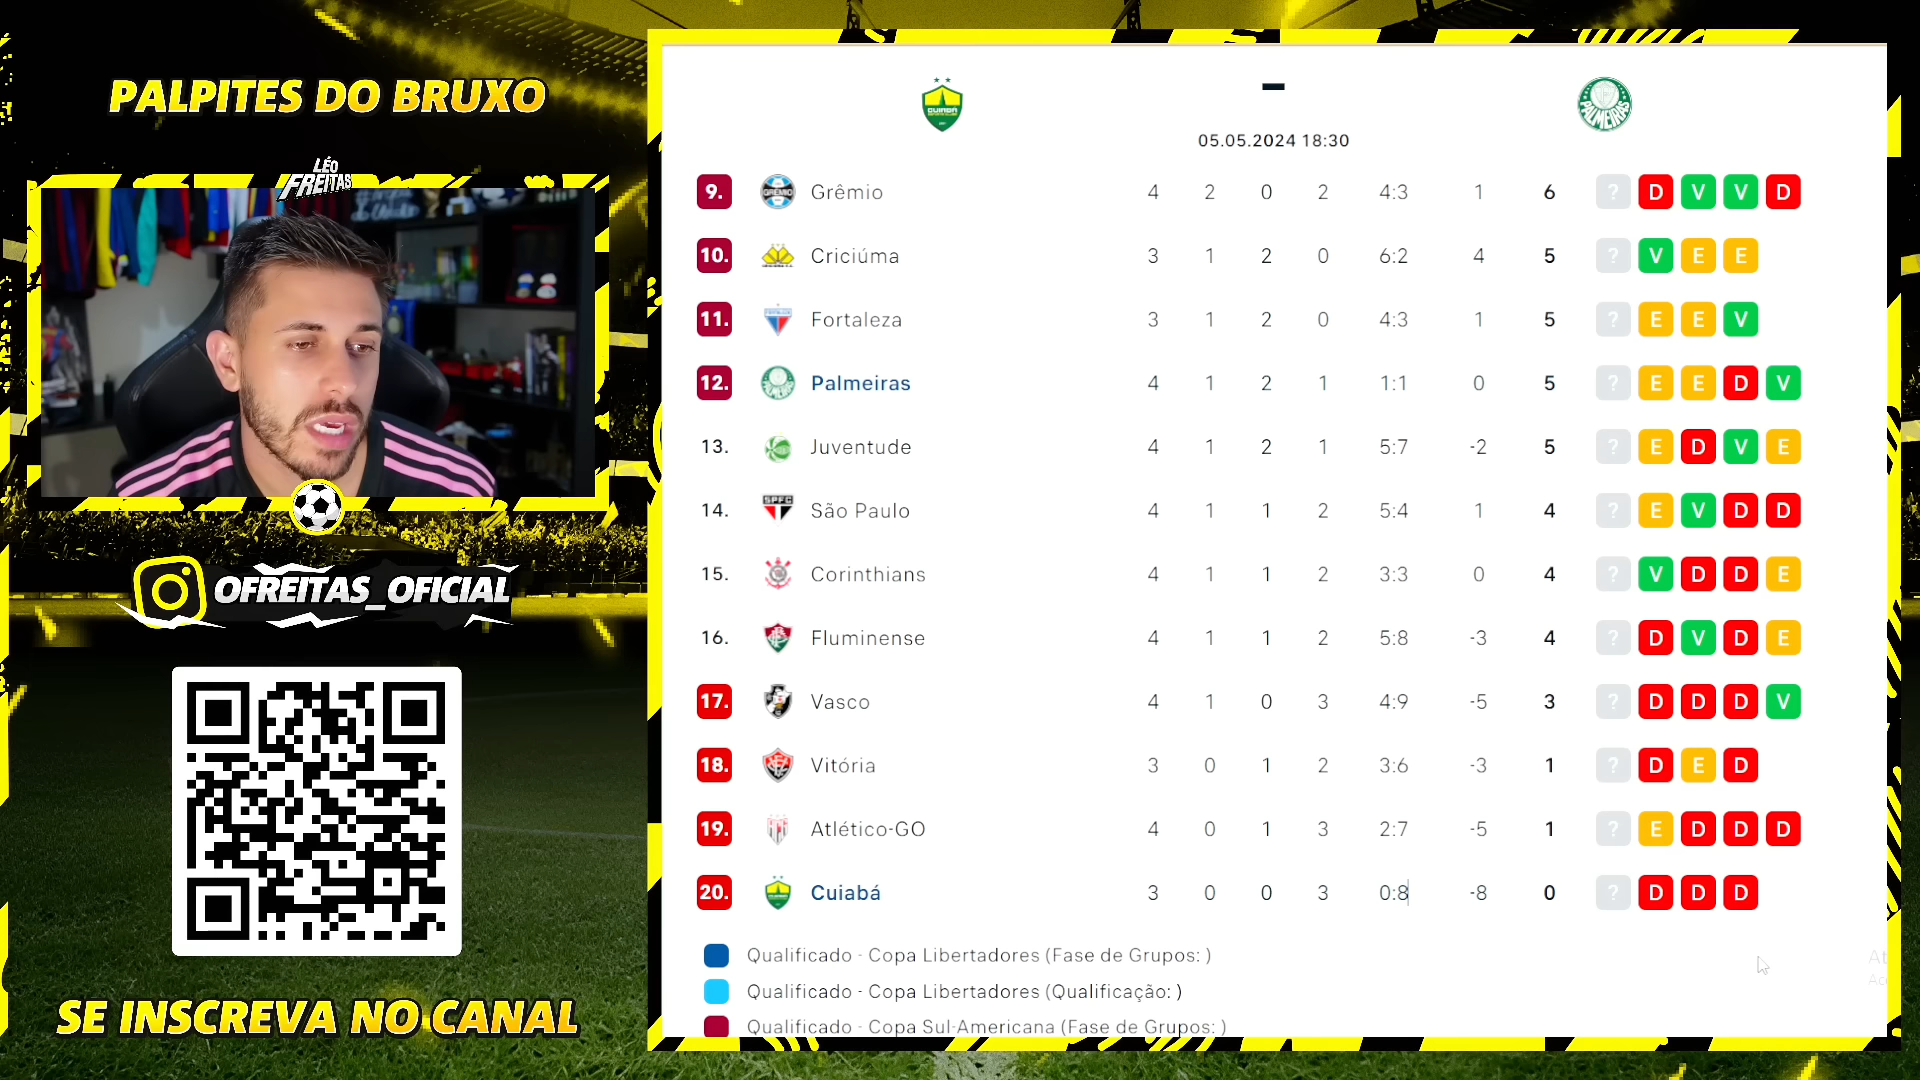 PALPITES DO BRUXO
LÉO
FREITAS
OFREITAS_OFICIAL
SE INSCREVA NO CANAL
CUIABÁ
–
PALMEIRAS
05.05.2024 18:30
9. GRÊMIO Grêmio 4 2 0 2 4:3 1 6 ? D V V D
10. Criciúma 3 1 2 0 6:2 4 5 ? V E E
11. Fortaleza 3 1 2 0 4:3 1 5 ? E E V
12. Palmeiras 4 1 2 1 1:1 0 5 ? E E D V
13. Juventude 4 1 2 1 5:7 -2 5 ? E D V E
14. SPFC São Paulo 4 1 1 2 5:4 1 4 ? E V D D
15. Corinthians 4 1 1 2 3:3 0 4 ? V D D E
16. Fluminense 4 1 1 2 5:8 -3 4 ? D V D E
17. Vasco 4 1 0 3 4:9 -5 3 ? D D D V
18. Vitória 3 0 1 2 3:6 -3 1 ? D E D
19. Atlético-GO 4 0 1 3 2:7 -5 1 ? E D D D
20. Cuiabá 3 0 0 3 0:8 -8 0 ? D D D
Qualificado - Copa Libertadores (Fase de Grupos: )
Qualificado - Copa Libertadores (Qualificação: )
Qualificado - Copa Sul-Americana (Fase de Grupos: )